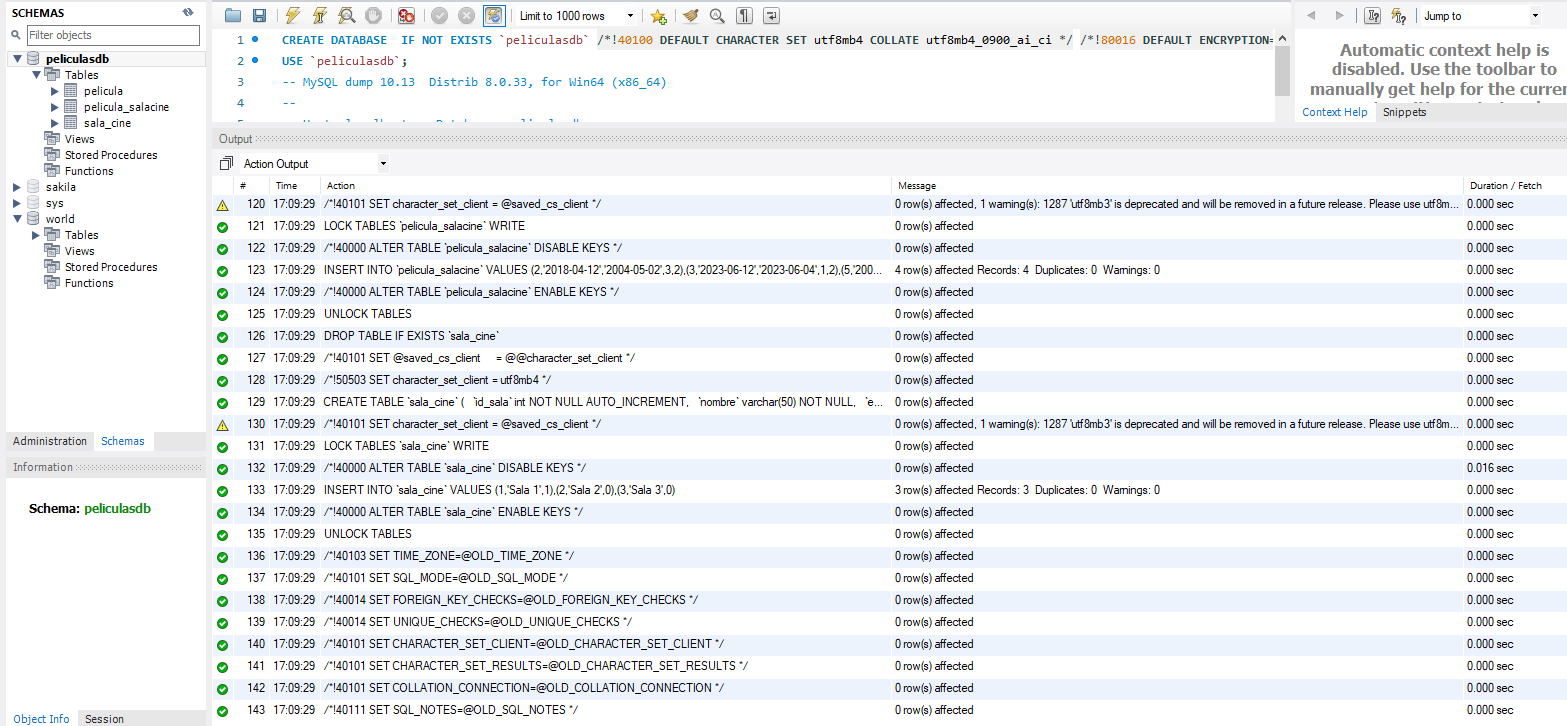 SCHEMAS
Filter objects
peliculasdb
Tables
pelicula
pelicula_salacine
sala_cine
Views
Stored Procedures
Functions
sakila
sys
world
Tables
Views
Stored Procedures
Functions
Administration Schemas
Information
Schema: peliculasdb
Object Info Session
Limit to 1000 rows
1 CREATE DATABASE IF NOT EXISTS `peliculasdb` /*!40100 DEFAULT CHARACTER SET utf8mb4 COLLATE utf8mb4_0900_ai_ci */ /*!80016 DEFAULT ENCRYPTION=
2 USE `peliculasdb`;
3 -- MySQL dump 10.13 Distrib 8.0.33, for Win64 (x86_64)
4 --
Jump to
Automatic context help is
disabled. Use the toolbar to
manually get help for the curren
Context Help Snippets
Output
Action Output
# Time Action Message Duration / Fetch
120 17:09:29 /*!40101 SET character_set_client = @saved_cs_client */ 0 row(s) affected, 1 warning(s): 1287 'utf8mb3' is deprecated and will be removed in a future release. Please use utf8m... 0.000 sec
121 17:09:29 LOCK TABLES `pelicula_salacine` WRITE 0 row(s) affected 0.000 sec
122 17:09:29 /*!40000 ALTER TABLE `pelicula_salacine` DISABLE KEYS */ 0 row(s) affected 0.000 sec
123 17:09:29 INSERT INTO `pelicula_salacine` VALUES (2,'2018-04-12','2004-05-02',3,2),(3,'2023-06-12','2023-06-04',1,2),(5,'200... 4 row(s) affected Records: 4 Duplicates: 0 Warnings: 0 0.000 sec
124 17:09:29 /*!40000 ALTER TABLE `pelicula_salacine` ENABLE KEYS */ 0 row(s) affected 0.000 sec
125 17:09:29 UNLOCK TABLES 0 row(s) affected 0.000 sec
126 17:09:29 DROP TABLE IF EXISTS `sala_cine` 0 row(s) affected 0.000 sec
127 17:09:29 /*!40101 SET @saved_cs_client = @@character_set_client */ 0 row(s) affected 0.000 sec
128 17:09:29 /*!50503 SET character_set_client = utf8mb4 */ 0 row(s) affected 0.000 sec
129 17:09:29 CREATE TABLE `sala_cine` ( `id_sala` int NOT NULL AUTO_INCREMENT, `nombre` varchar(50) NOT NULL, `e... 0 row(s) affected 0.000 sec
130 17:09:29 /*!40101 SET character_set_client = @saved_cs_client */ 0 row(s) affected, 1 warning(s): 1287 'utf8mb3' is deprecated and will be removed in a future release. Please use utf8m... 0.000 sec
131 17:09:29 LOCK TABLES `sala_cine` WRITE 0 row(s) affected 0.000 sec
132 17:09:29 /*!40000 ALTER TABLE `sala_cine` DISABLE KEYS */ 0 row(s) affected 0.016 sec
133 17:09:29 INSERT INTO `sala_cine` VALUES (1,'Sala 1',1),(2,'Sala 2',0),(3,'Sala 3',0) 3 row(s) affected Records: 3 Duplicates: 0 Warnings: 0 0.000 sec
134 17:09:29 /*!40000 ALTER TABLE `sala_cine` ENABLE KEYS */ 0 row(s) affected 0.000 sec
135 17:09:29 UNLOCK TABLES 0 row(s) affected 0.000 sec
136 17:09:29 /*!40103 SET TIME_ZONE=@OLD_TIME_ZONE */ 0 row(s) affected 0.000 sec
137 17:09:29 /*!40101 SET SQL_MODE=@OLD_SQL_MODE */ 0 row(s) affected 0.000 sec
138 17:09:29 /*!40014 SET FOREIGN_KEY_CHECKS=@OLD_FOREIGN_KEY_CHECKS */ 0 row(s) affected 0.000 sec
139 17:09:29 /*!40014 SET UNIQUE_CHECKS=@OLD_UNIQUE_CHECKS */ 0 row(s) affected 0.000 sec
140 17:09:29 /*!40101 SET CHARACTER_SET_CLIENT=@OLD_CHARACTER_SET_CLIENT */ 0 row(s) affected 0.000 sec
141 17:09:29 /*!40101 SET CHARACTER_SET_RESULTS=@OLD_CHARACTER_SET_RESULTS */ 0 row(s) affected 0.000 sec
142 17:09:29 /*!40101 SET COLLATION_CONNECTION=@OLD_COLLATION_CONNECTION */ 0 row(s) affected 0.000 sec
143 17:09:29 /*!40111 SET SQL_NOTES=@OLD_SQL_NOTES */ 0 row(s) affected 0.000 sec